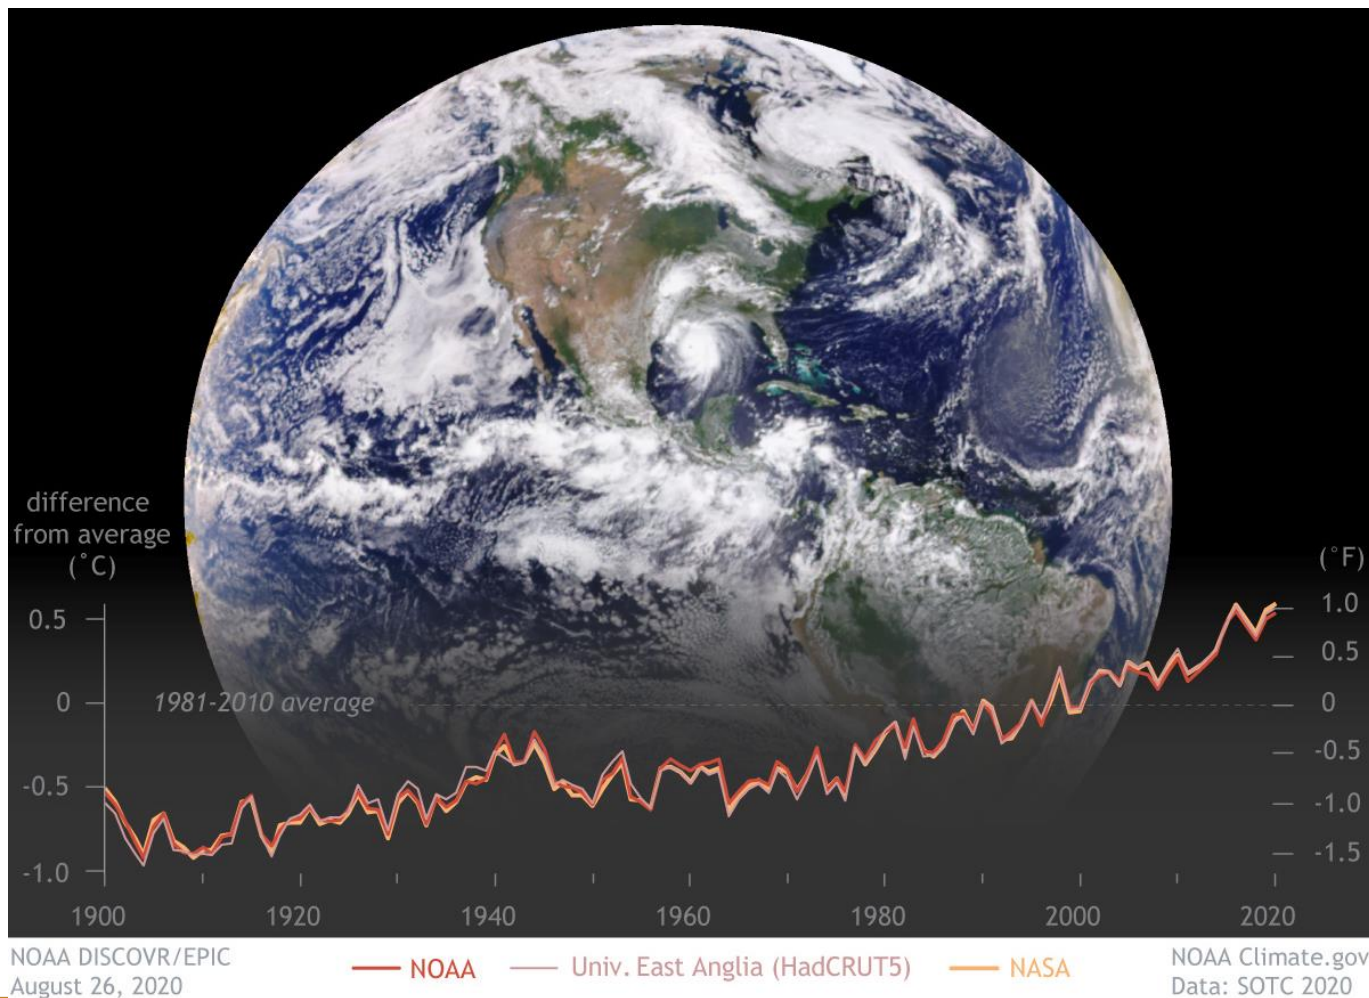 difference
from average
(˚C)
(˚F)
0.5
0
-0.5
-1.0
1981-2010 average
1.0
0.5
0
-0.5
-1.0
-1.5
1900 1920 1940 1960 1980 2000 2020
NOAA DISCOVR/EPIC
August 26, 2020
NOAA Univ. East Anglia (HadCRUT5) NASA
NOAA Climate.gov
Data: SOTC 2020